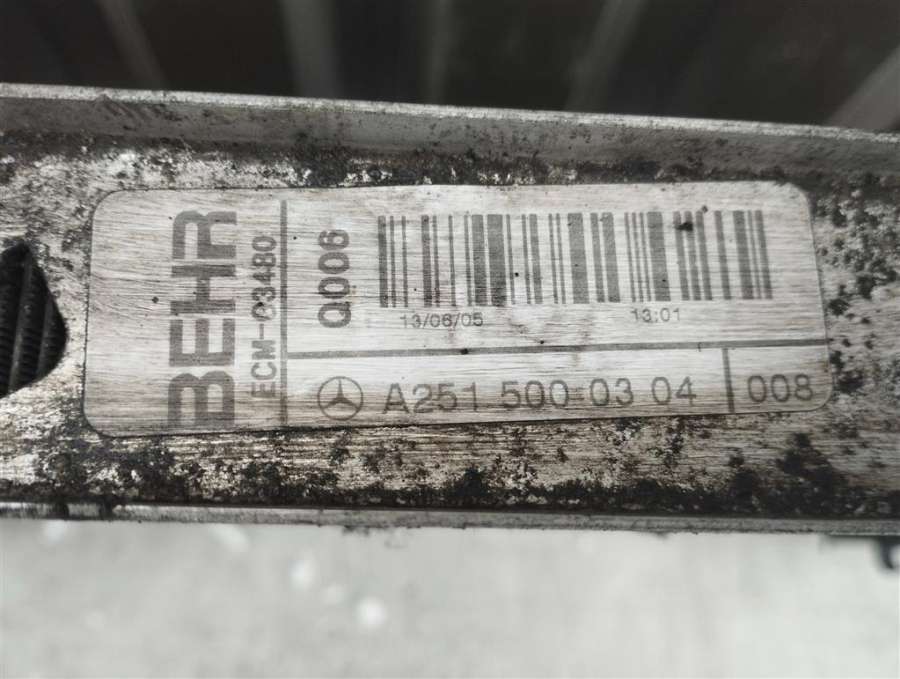 BEHR
ECM-03480
Q006
13/06/05 13:01
A251 500 03 04 008